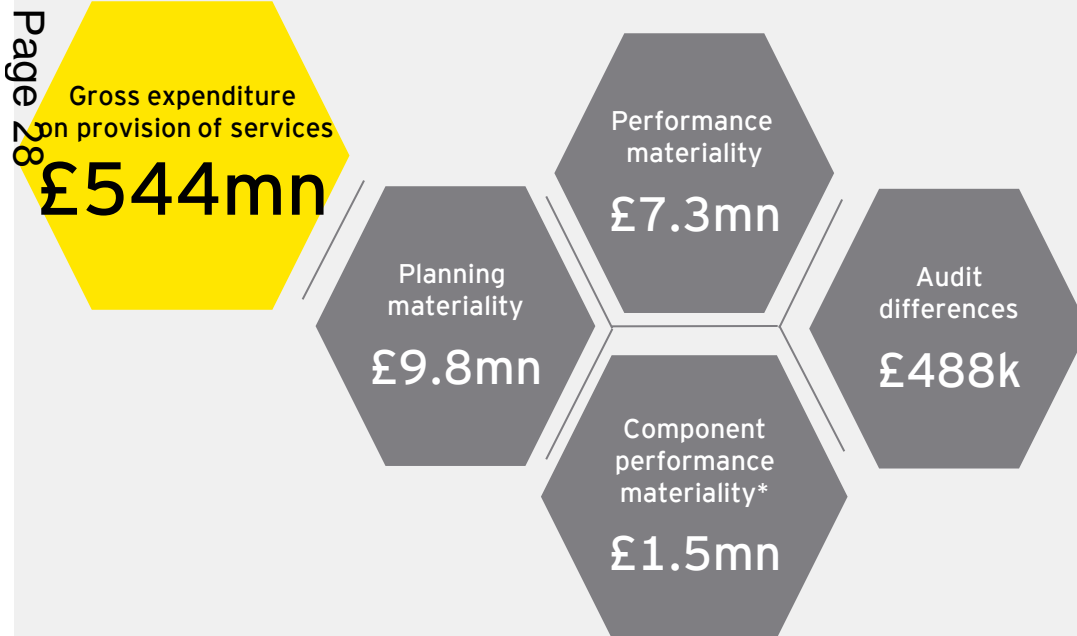 Page 28
Gross expenditure
on provision of services
£544mn
Planning
materiality
£9.8mn
Performance
materiality
£7.3mn
Component
performance
materiality*
£1.5mn
Audit
differences
£488k